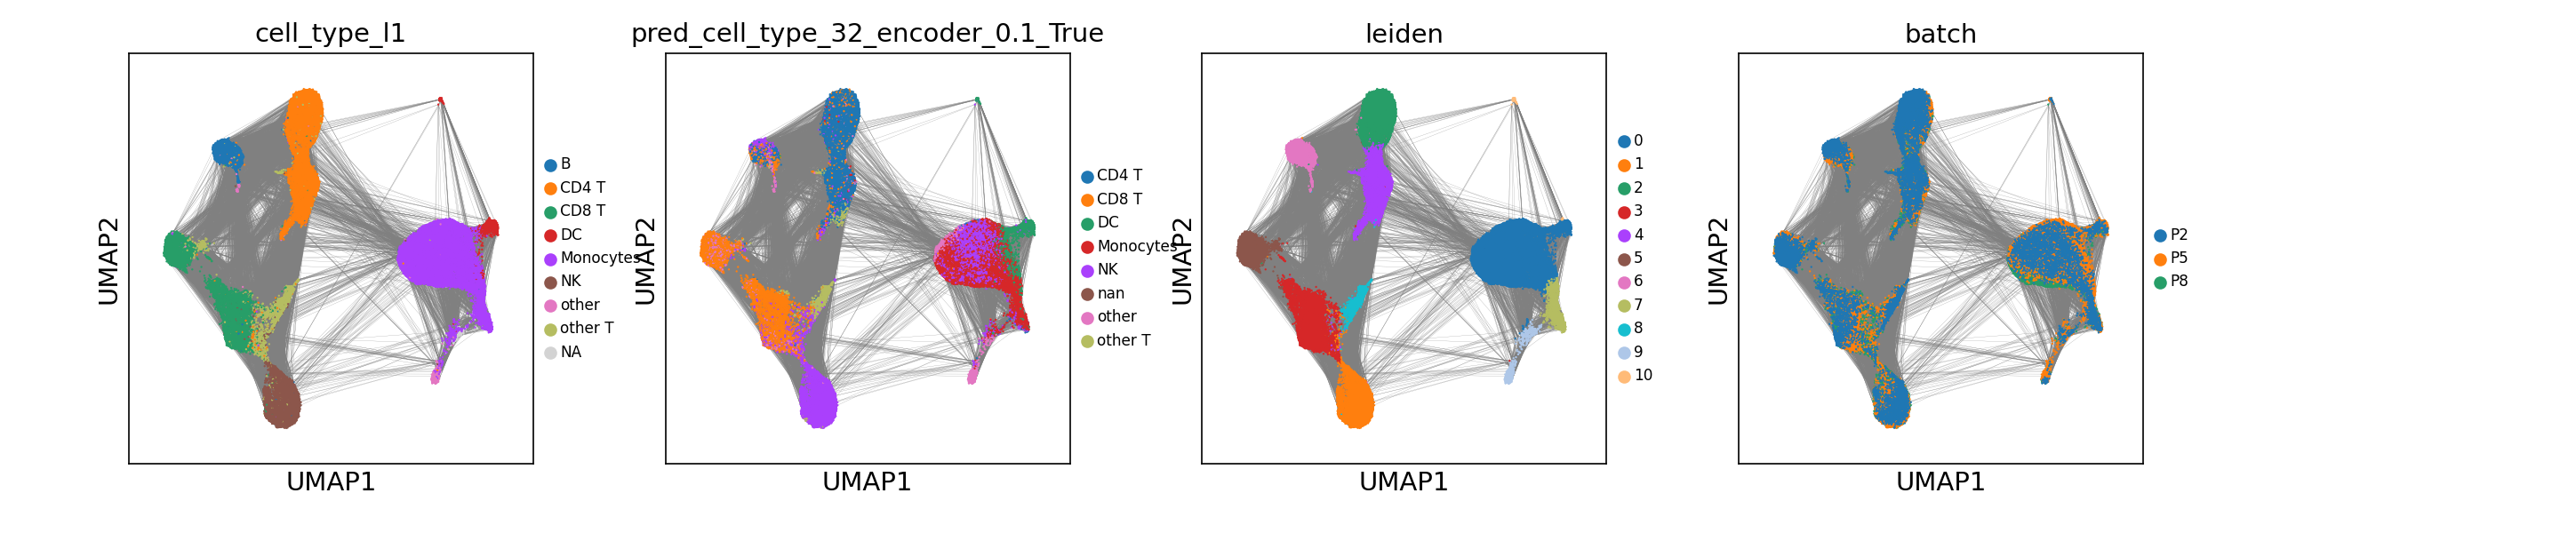 cell_type_l1
UMAP2
UMAP1
B
CD4 T
CD8 T
DC
Monocytes
NK
other
other T
NA
pred_cell_type_32_encoder_0.1_True
UMAP2
UMAP1
CD4 T
CD8 T
DC
Monocytes
NK
nan
other
other T
leiden
UMAP2
UMAP1
0
1
2
3
4
5
6
7
8
9
10
batch
UMAP2
UMAP1
P2
P5
P8